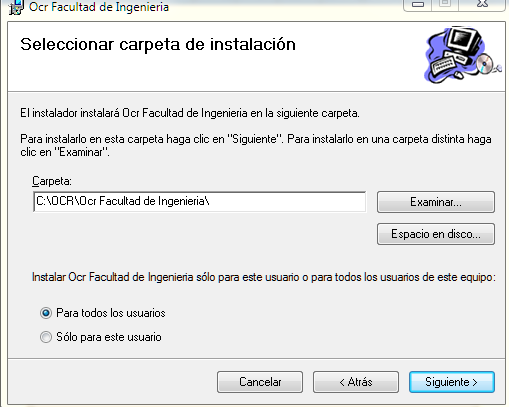 Ocr Facultad de Ingenieria
Seleccionar carpeta de instalación
El instalador instalará Ocr Facultad de Ingenieria en la siguiente carpeta.
Para instalarlo en esta carpeta haga clic en "Siguiente". Para instalarlo en una carpeta distinta haga
clic en "Examinar".
Carpeta:
C:\OCR\Ocr Facultad de Ingenieria\
Examinar...
Espacio en disco...
Instalar Ocr Facultad de Ingenieria sólo para este usuario o para todos los usuarios de este equipo:
Para todos los usuarios
Sólo para este usuario
Cancelar
< Atrás
Siguiente >